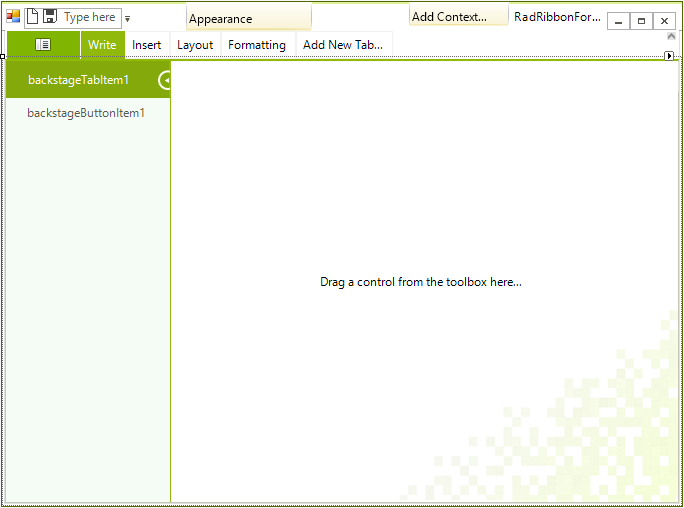 Type here
Appearance
Add Context...
RadRibbonFor...
Write
Insert
Layout
Formatting
Add New Tab...
backstageTabItem1
backstageButtonItem1
Drag a control from the toolbox here...